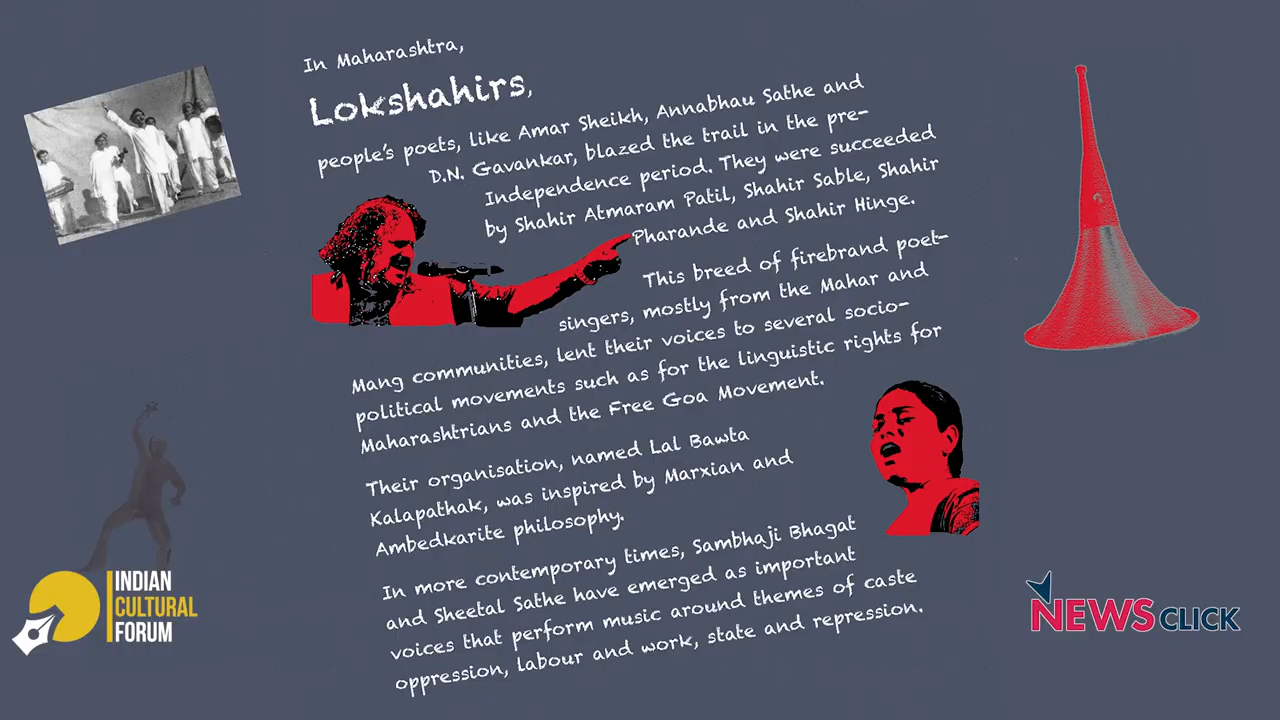 In Maharashtra,
Lokshahirs,
people's poets, like Amar Sheikh, Annabhau Sathe and
D.N. Gavankar, blazed the trail in the pre-
Independence period. They were succeeded
by Shahir Atmaram Patil, Shahir Sable, Shahir
Pharande and Shahir Hinge.
This breed of firebrand poet-
singers, mostly from the Mahar and
Mang communities, lent their voices to several socio-
political movements such as for the linguistic rights for
Maharashtrians and the Free Goa Movement.
Their organisation, named Lal Bawta
Kalapathak, was inspired by Marxian and
Ambedkarite philosophy.
In more contemporary times, Sambhaji Bhagat
and Sheetal Sathe have emerged as important
voices that perform music around themes of caste
oppression, labour and work, state and repression.
INDIAN
CULTURAL
FORUM
NEWSCLICK